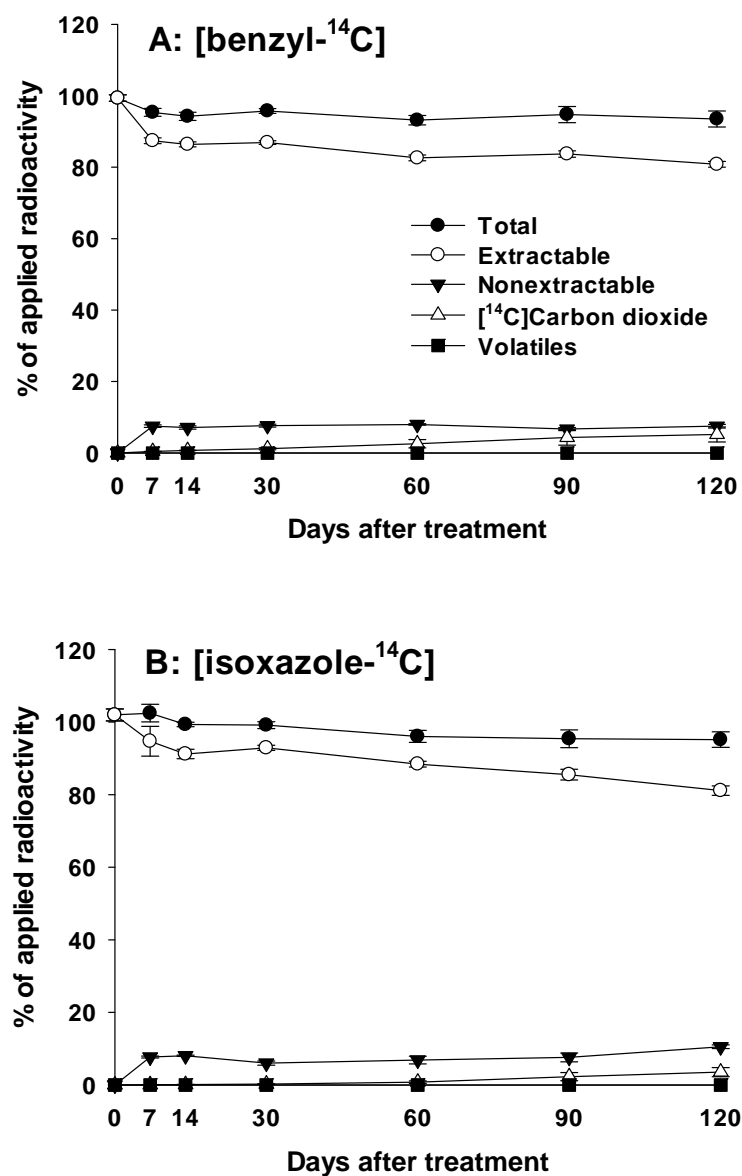 A: [benzyl-¹⁴C]
% of applied radioactivity
120
100
80
60
40
20
0
Total
Extractable
Nonextractable
[¹⁴C]Carbon dioxide
Volatiles
0 7 14 30 60 90 120
Days after treatment
B: [isoxazole-¹⁴C]
% of applied radioactivity
120
100
80
60
40
20
0
0 7 14 30 60 90 120
Days after treatment